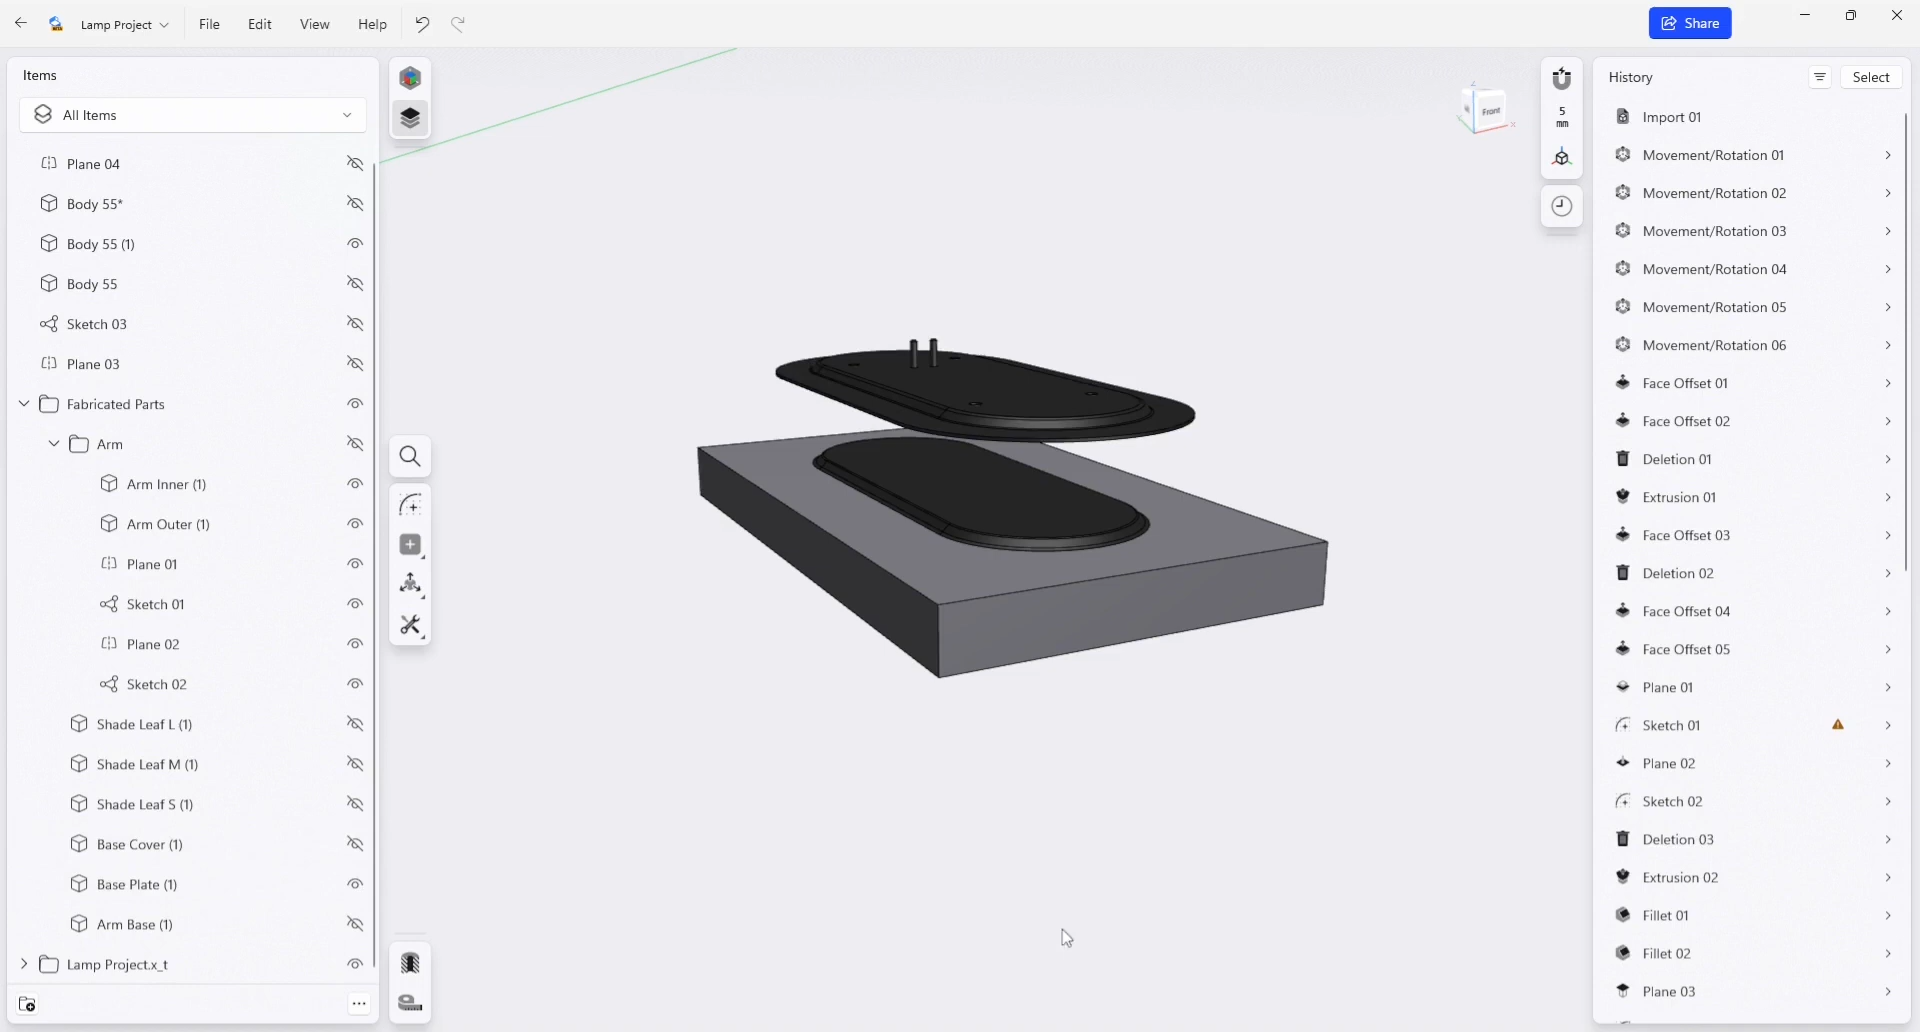 Lamp Project
File
Edit
View
Help
Share
Items
All Items
Plane 04
Body 55*
Body 55 (1)
Body 55
Sketch 03
Plane 03
Fabricated Parts
Arm
Arm Inner (1)
Arm Outer (1)
Plane 01
Sketch 01
Plane 02
Sketch 02
Shade Leaf L (1)
Shade Leaf M (1)
Shade Leaf S (1)
Base Cover (1)
Base Plate (1)
Arm Base (1)
Lamp Project.x_t
Front
5
mm
History
Select
Import 01
Movement/Rotation 01
Movement/Rotation 02
Movement/Rotation 03
Movement/Rotation 04
Movement/Rotation 05
Movement/Rotation 06
Face Offset 01
Face Offset 02
Deletion 01
Extrusion 01
Face Offset 03
Deletion 02
Face Offset 04
Face Offset 05
Plane 01
Sketch 01
Plane 02
Sketch 02
Deletion 03
Extrusion 02
Fillet 01
Fillet 02
Plane 03